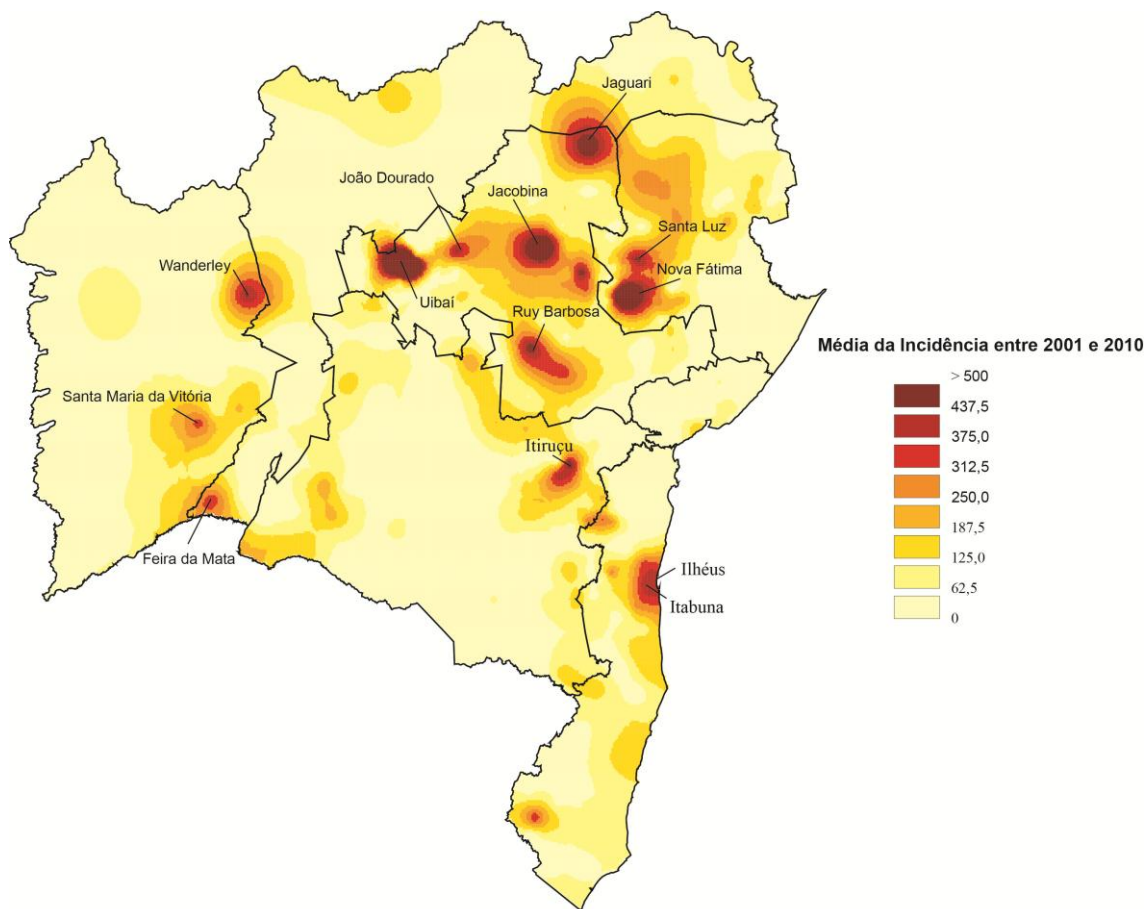 Jaguari
João Dourado
Jacobina
Santa Luz
Wanderley
Nova Fátima
Uibaí
Ruy Barbosa
Média da Incidência entre 2001 e 2010
> 500
437,5
375,0
312,5
250,0
187,5
125,0
62,5
0
Santa Maria da Vitória
Itiruçu
Feira da Mata
Ilhéus
Itabuna